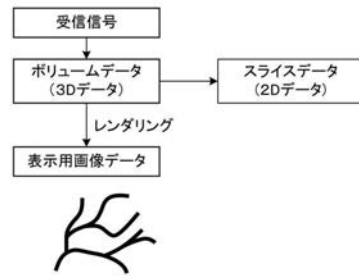 受信信号
ボリュームデータ
(3Dデータ)
スライスデータ
(2Dデータ)
レンダリング
表示用画像データ